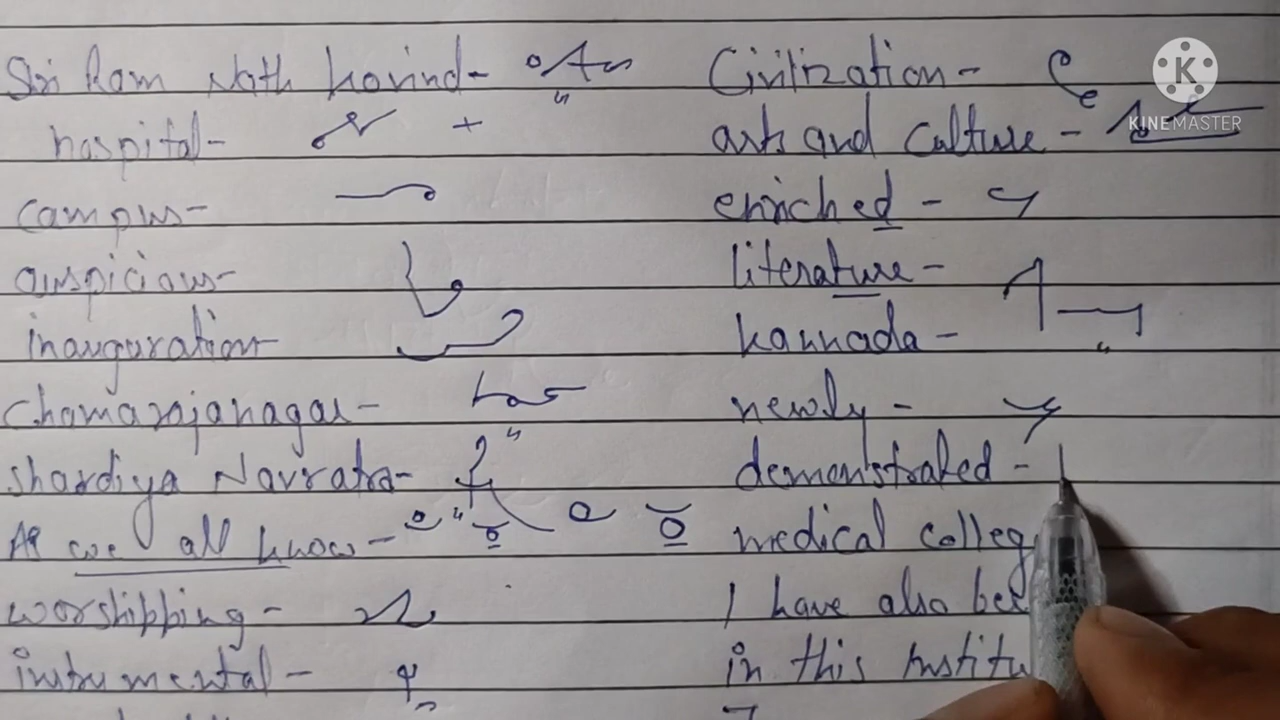 Sri Ram Nath Kovind-
hospital-
campus-
auspicious-
inauguration-
Chamarajanagar-
Shardiya Navratra-
As we all know-
worshipping-
instrumental-
Civilization-
arts and culture-
enriched-
literature-
kannada-
newly-
demonstrated-
medical colleg
I have also bee
in this Institu
KINEMASTER